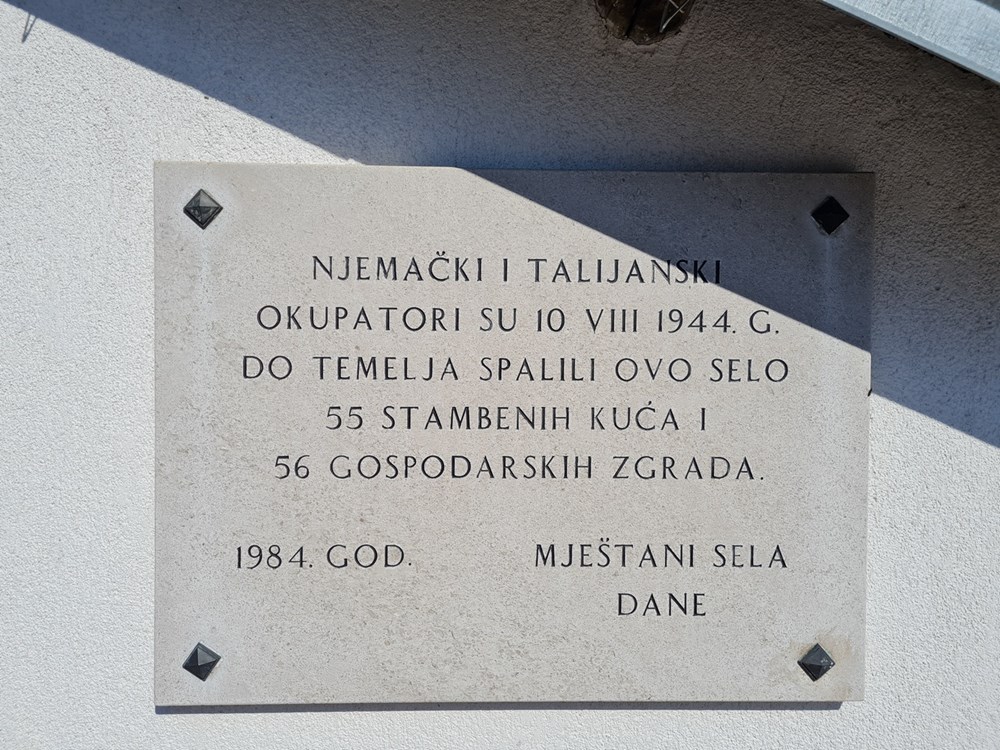 NJEMAČKI I TALIJANSKI
OKUPATORI SU 10 VIII 1944. G.
DO TEMELJA SPALILI OVO SELO
55 STAMBENIH KUĆA I
56 GOSPODARSKIH ZGRADA.
1984. GOD.
MJEŠTANI SELA
DANE